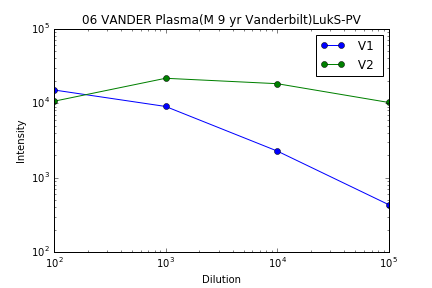 06 VANDER Plasma(M 9 yr Vanderbilt)LukS-PV
10^5
10^4
10^3
10^2
Intensity
V1
V2
10^2 10^3 10^4 10^5
Dilution